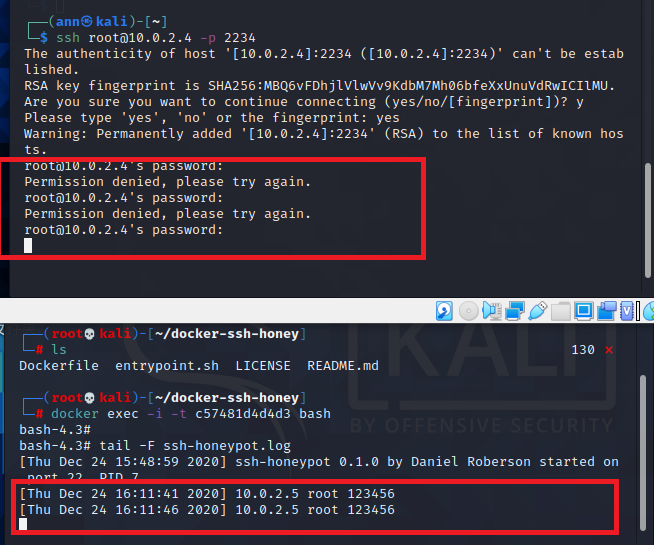 ┌──(ann㉿kali)-[~]
└─$ ssh root@10.0.2.4 -p 2234
The authenticity of host '[10.0.2.4]:2234 ([10.0.2.4]:2234)' can't be estab
lished.
RSA key fingerprint is SHA256:MBQ6vFDhjlVlwVv9KdbM7Mh06bfeXxUnuVdRwICIlMU.
Are you sure you want to continue connecting (yes/no/[fingerprint])? y
Please type 'yes', 'no' or the fingerprint: yes
Warning: Permanently added '[10.0.2.4]:2234' (RSA) to the list of known hos
ts.
root@10.0.2.4's password:
Permission denied, please try again.
root@10.0.2.4's password:
Permission denied, please try again.
root@10.0.2.4's password:
┌──(root💀kali)-[~/docker-ssh-honey]
└─# ls 130 ⨯
Dockerfile entrypoint.sh LICENSE README.md
┌──(root💀kali)-[~/docker-ssh-honey]
└─# docker exec -i -t c57481d4d4d3 bash
bash-4.3#
bash-4.3# tail -F ssh-honeypot.log
[Thu Dec 24 15:48:59 2020] ssh-honeypot 0.1.0 by Daniel Roberson started on
port 22. PID 7
[Thu Dec 24 16:11:41 2020] 10.0.2.5 root 123456
[Thu Dec 24 16:11:46 2020] 10.0.2.5 root 123456
KALI
BY OFFENSIVE SECURITY